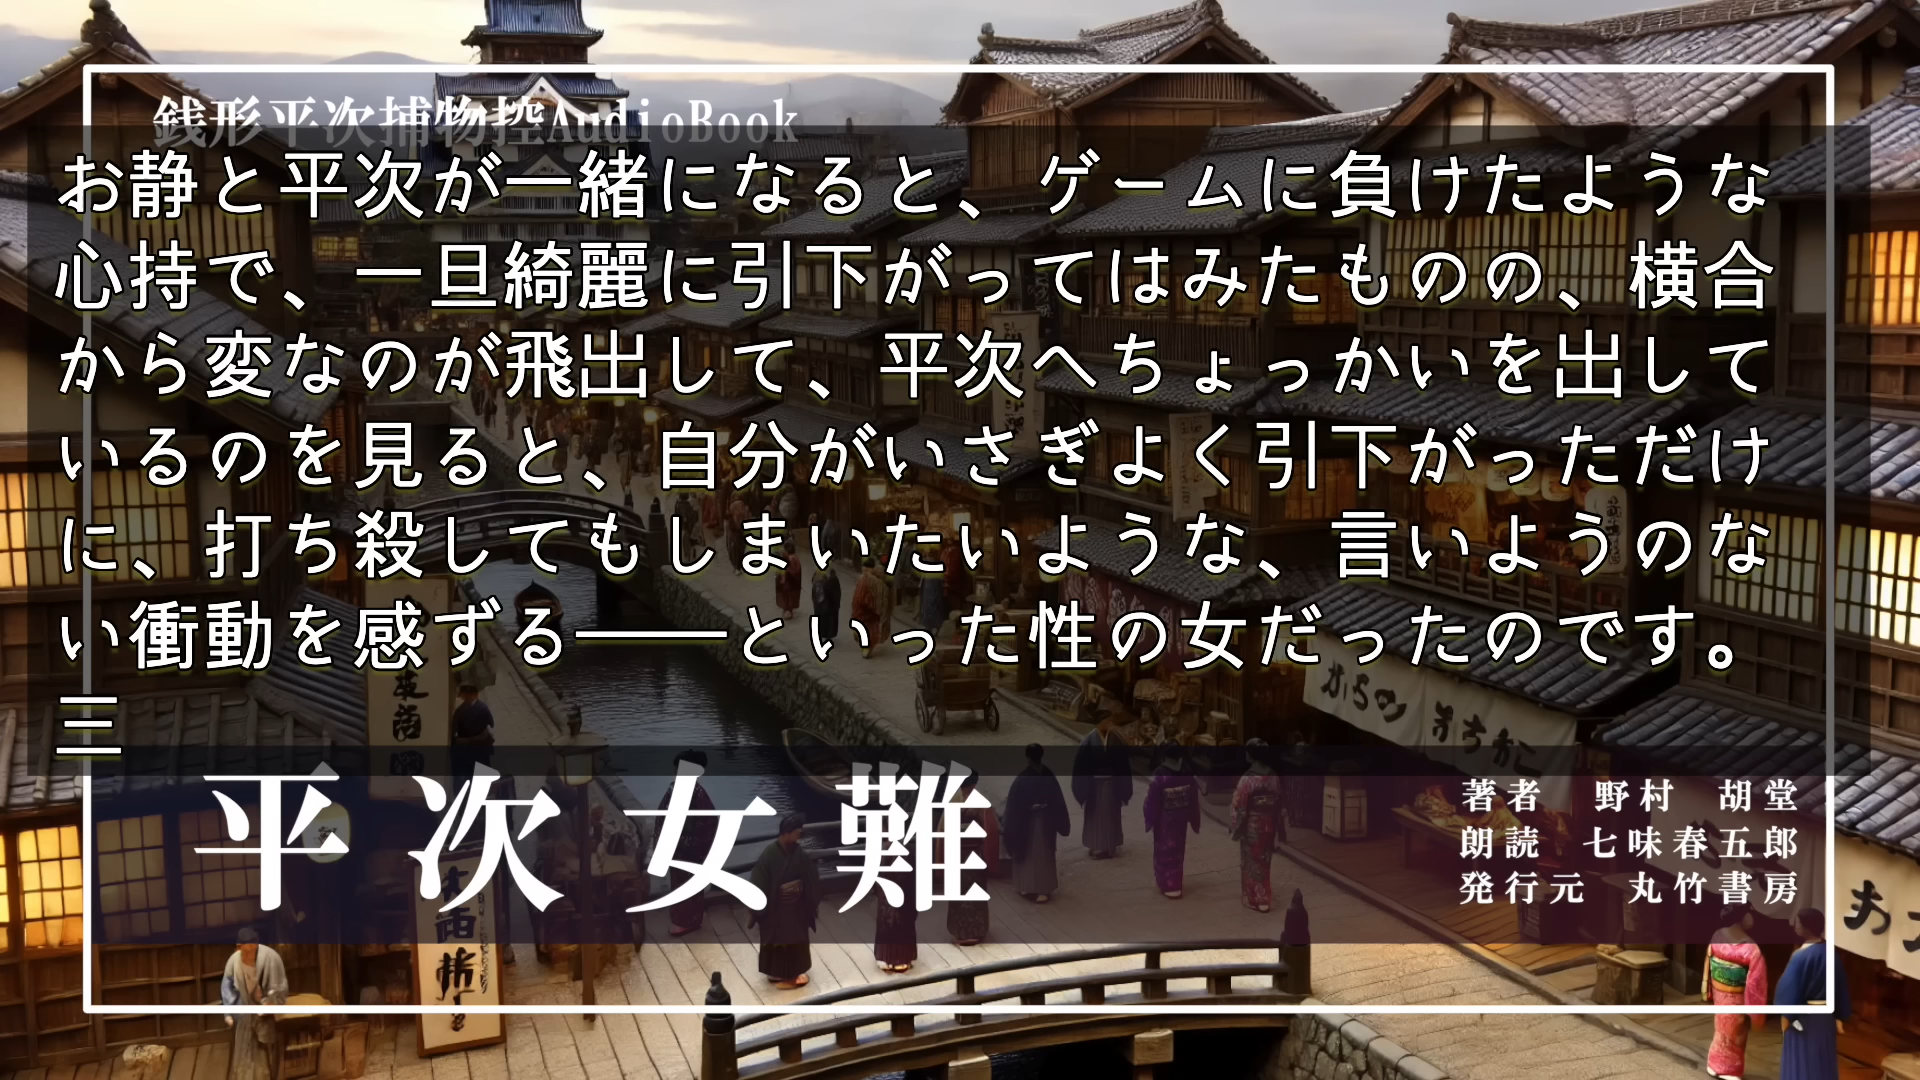 銭形平次捕物控AudioBook
お静と平次が一緒になると、ゲームに負けたような
心持で、一旦綺麗に引下がってはみたものの、横合
から変なのが飛出して、平次へちょっかいを出して
いるのを見ると、自分がいさぎよく引下がっただけ
に、打ち殺してもしまいたいような、言いようのな
い衝動を感ずる――といった性の女だったのです。
三
平次女難
著者　野村　胡堂
朗読　七味春五郎
発行元　丸竹書房